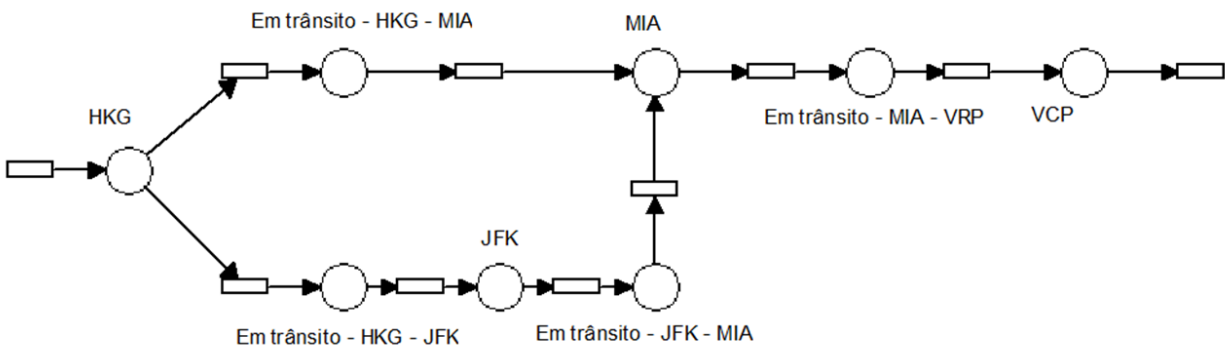 Em trânsito - HKG - MIA
MIA
HKG
Em trânsito - MIA - VRP
VCP
JFK
Em trânsito - HKG - JFK
Em trânsito - JFK - MIA